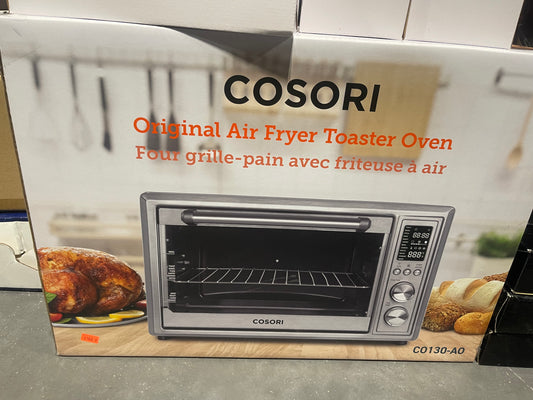 COSORI
Original Air Fryer Toaster Oven
Four grille-pain avec friteuse à air
COSORI
CO130-AO